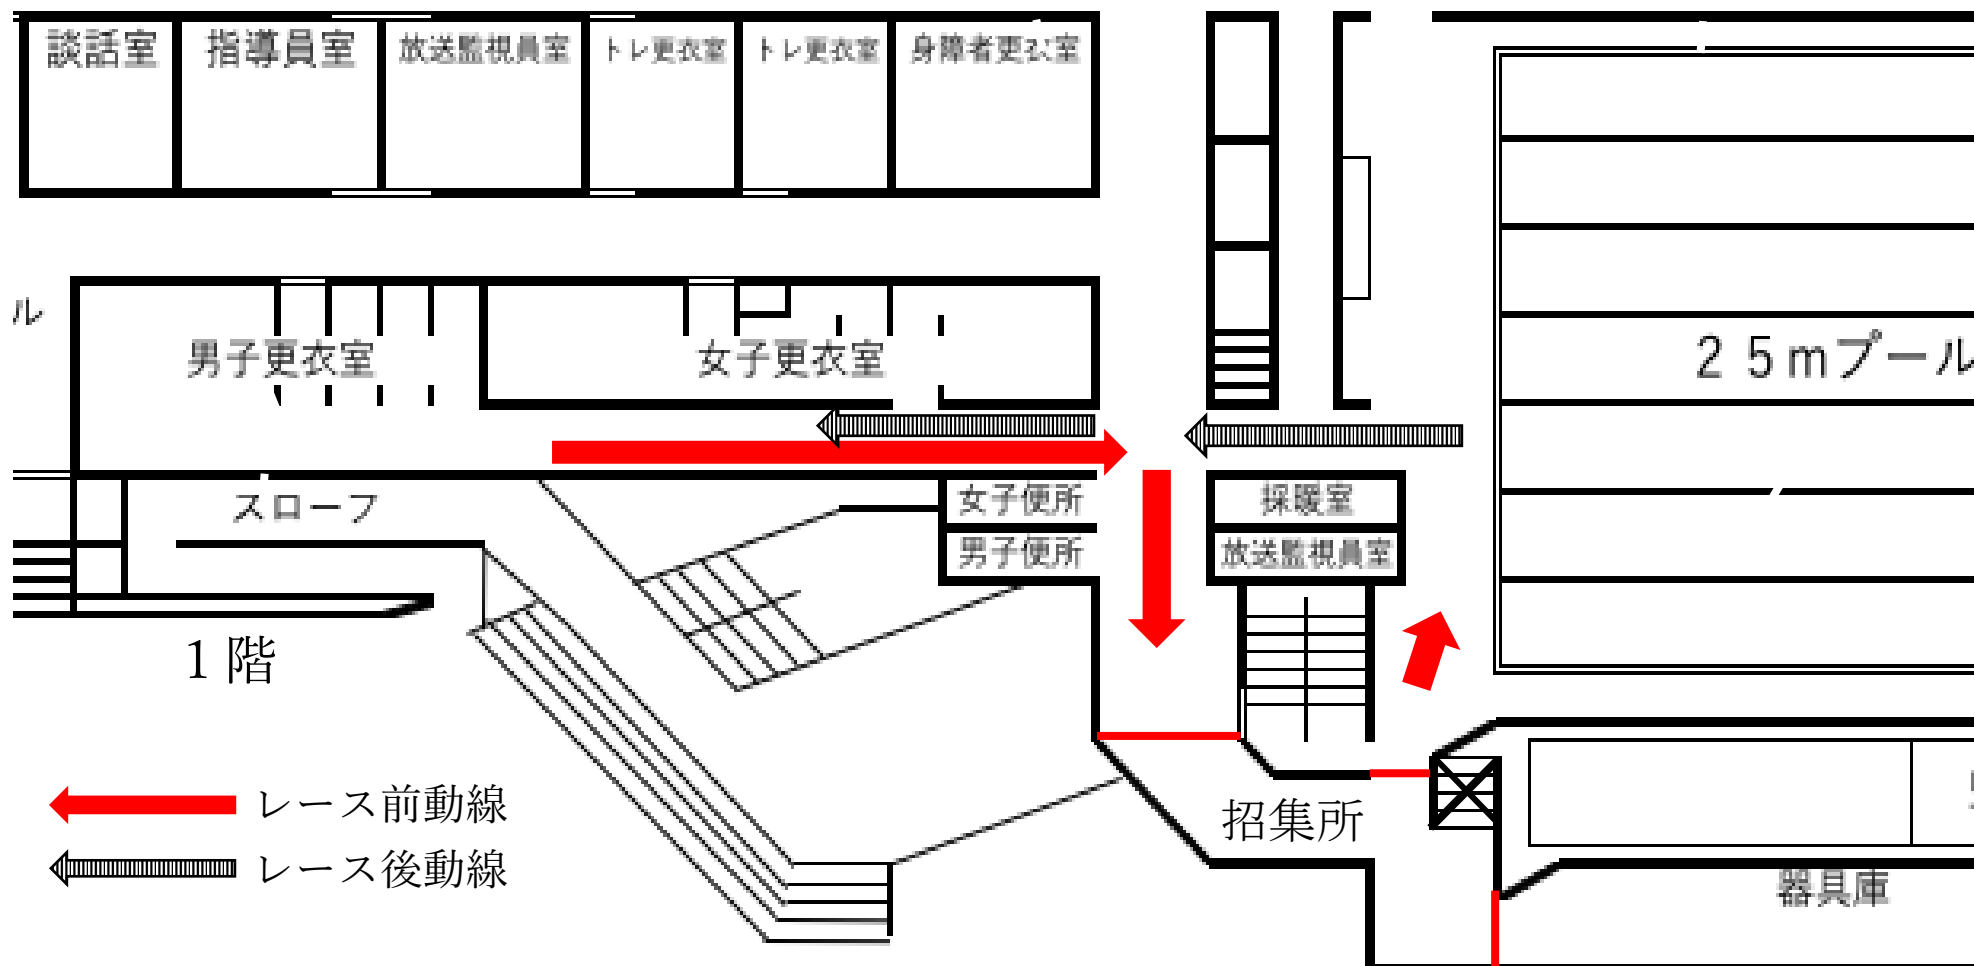 談話室
指導員室
放送監視員室
トレ更衣室
トレ更衣室
身障者更衣室
ル
男子更衣室
女子更衣室
25mプール
スロープ
女子便所
採暖室
男子便所
放送監視員室
1階
レース前動線
招集所
レース後動線
器具庫